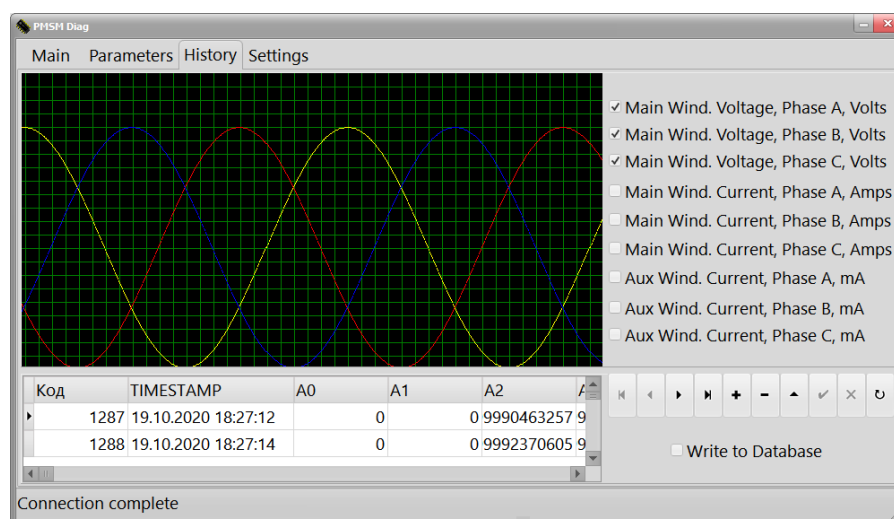 PMSM Diag
Main Parameters History Settings
Main Wind. Voltage, Phase A, Volts
Main Wind. Voltage, Phase B, Volts
Main Wind. Voltage, Phase C, Volts
Main Wind. Current, Phase A, Amps
Main Wind. Current, Phase B, Amps
Main Wind. Current, Phase C, Amps
Aux Wind. Current, Phase A, mA
Aux Wind. Current, Phase B, mA
Aux Wind. Current, Phase C, mA
Код TIMESTAMP A0 A1 A2 A
1287 19.10.2020 18:27:12 0 0 9990463257 9
1288 19.10.2020 18:27:14 0 0 9992370605 9
Write to Database
Connection complete